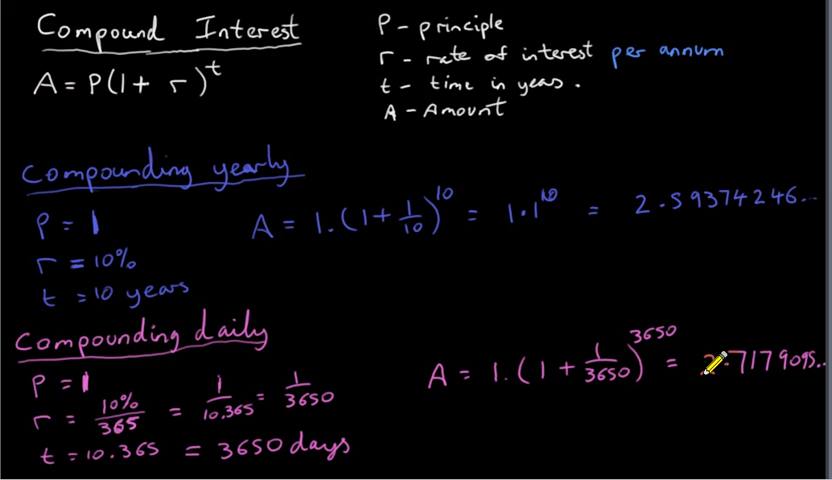 Compound Interest
A = P(1 + r)^t
P - principle
r - rate of interest per annum
t - time in years.
A - Amount
Compounding yearly
P = 1
r = 10%
t = 10 years
A = 1.(1 + 1/10)^10 = 1.1^10 = 2.59374246...
Compounding daily
P = 1
r = 10%/365 = 1/10.365 = 1/3650
t = 10.365 = 3650 days
A = 1.(1 + 1/3650)^3650 = 2.7179095...